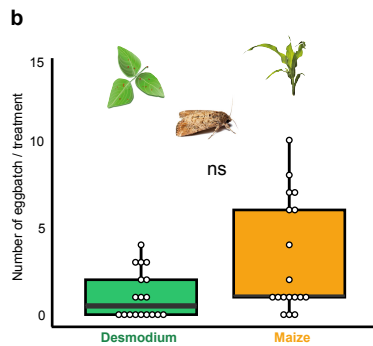 b
Number of eggbatch / treatment
15
10
5
0
ns
Desmodium
Maize